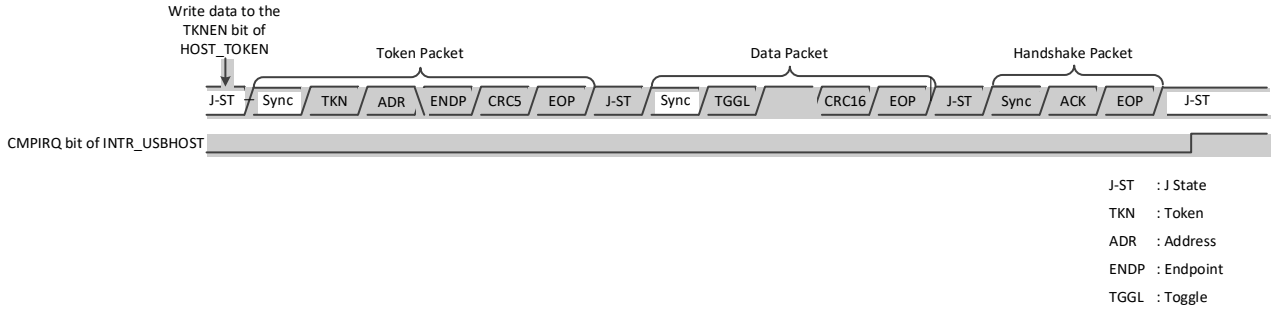 Write data to the
TKNEN bit of
HOST_TOKEN
Token Packet
Data Packet
Handshake Packet
J-ST Sync TKN ADR ENDP CRC5 EOP J-ST Sync TGGL CRC16 EOP J-ST Sync ACK EOP J-ST
CMPIRQ bit of INTR_USBHOST
J-ST : J State
TKN : Token
ADR : Address
ENDP : Endpoint
TGGL : Toggle